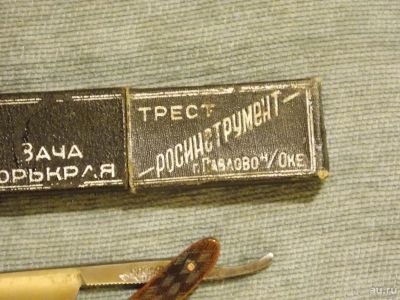 ТРЕСТ
РОСИНСТРУМЕНТ
г. ПАВЛОВО Н/ОКЕ
ЗАЧА
ОРЬКРАЯ
au.ru